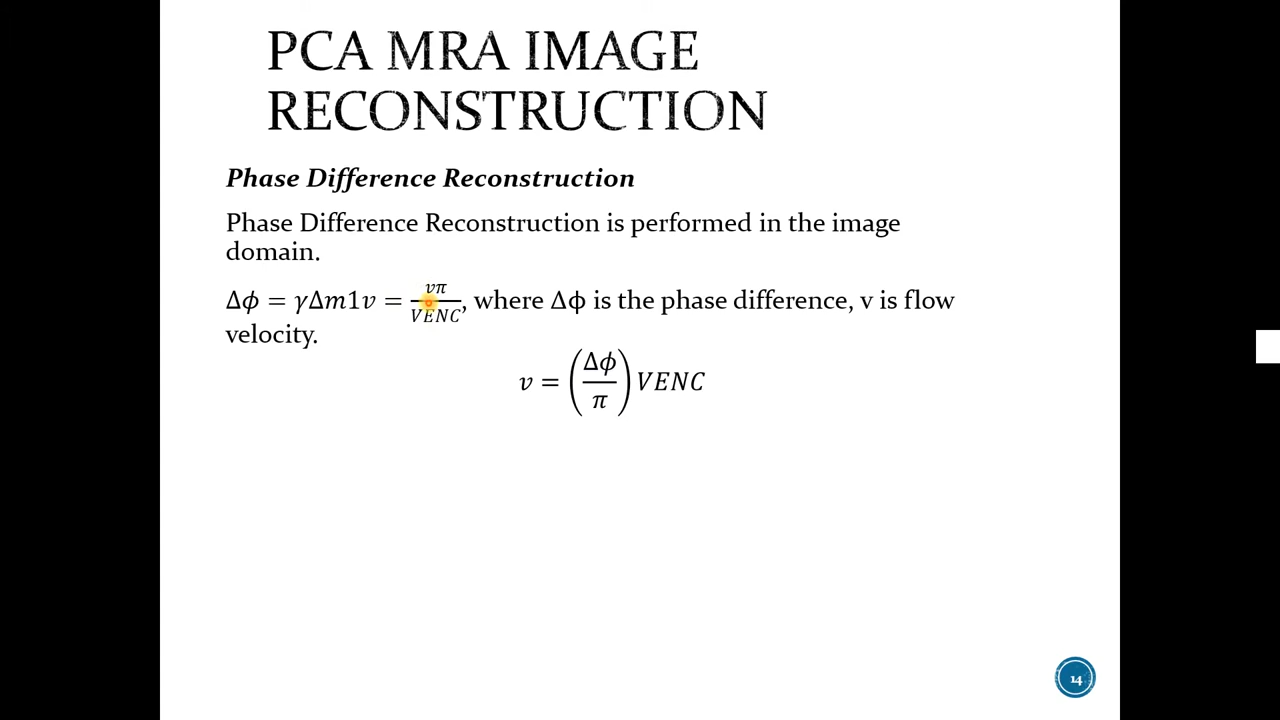 PCA MRA IMAGE
RECONSTRUCTION
Phase Difference Reconstruction
Phase Difference Reconstruction is performed in the image
domain.
Δϕ = γΔm1v = vπ/VENC, where Δϕ is the phase difference, v is flow
velocity.
v = (Δϕ/π) VENC
14